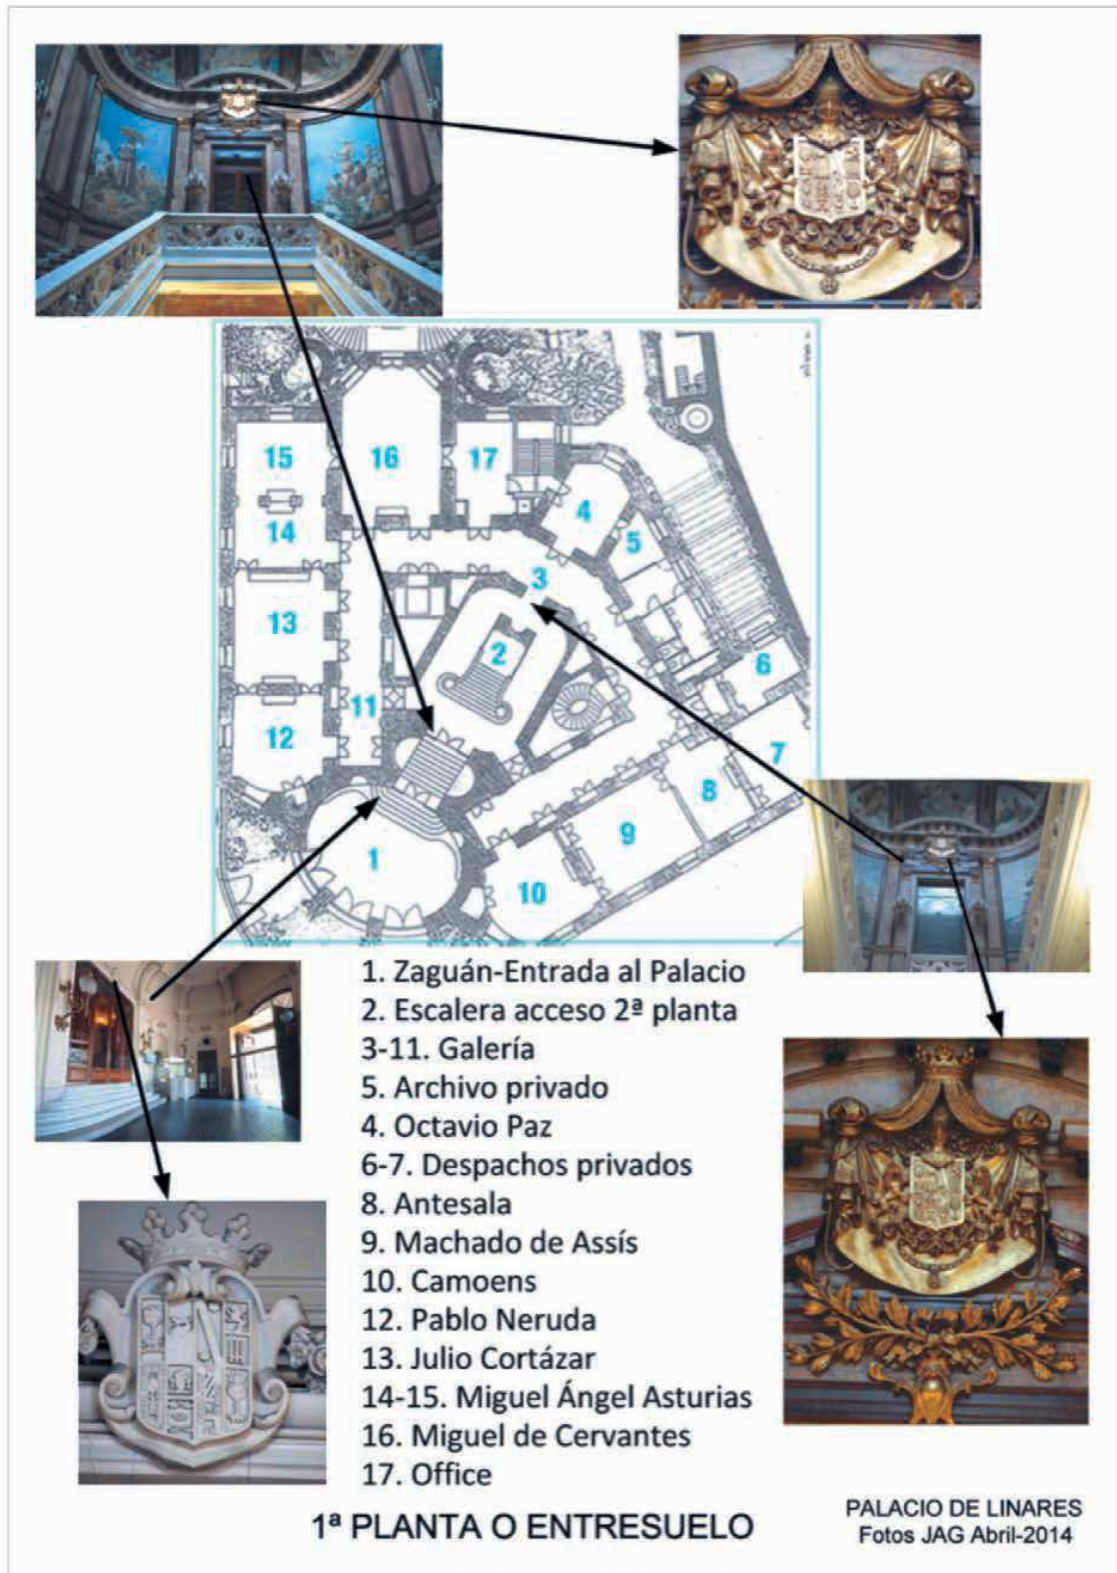 15
16
17
14
4
5
3
13
2
6
11
12
7
8
9
1
10
1. Zaguán-Entrada al Palacio
2. Escalera acceso 2ª planta
3-11. Galería
5. Archivo privado
4. Octavio Paz
6-7. Despachos privados
8. Antesala
9. Machado de Assís
10. Camoens
12. Pablo Neruda
13. Julio Cortázar
14-15. Miguel Ángel Asturias
16. Miguel de Cervantes
17. Office
1ª PLANTA O ENTRESUELO
PALACIO DE LINARES
Fotos JAG Abril-2014